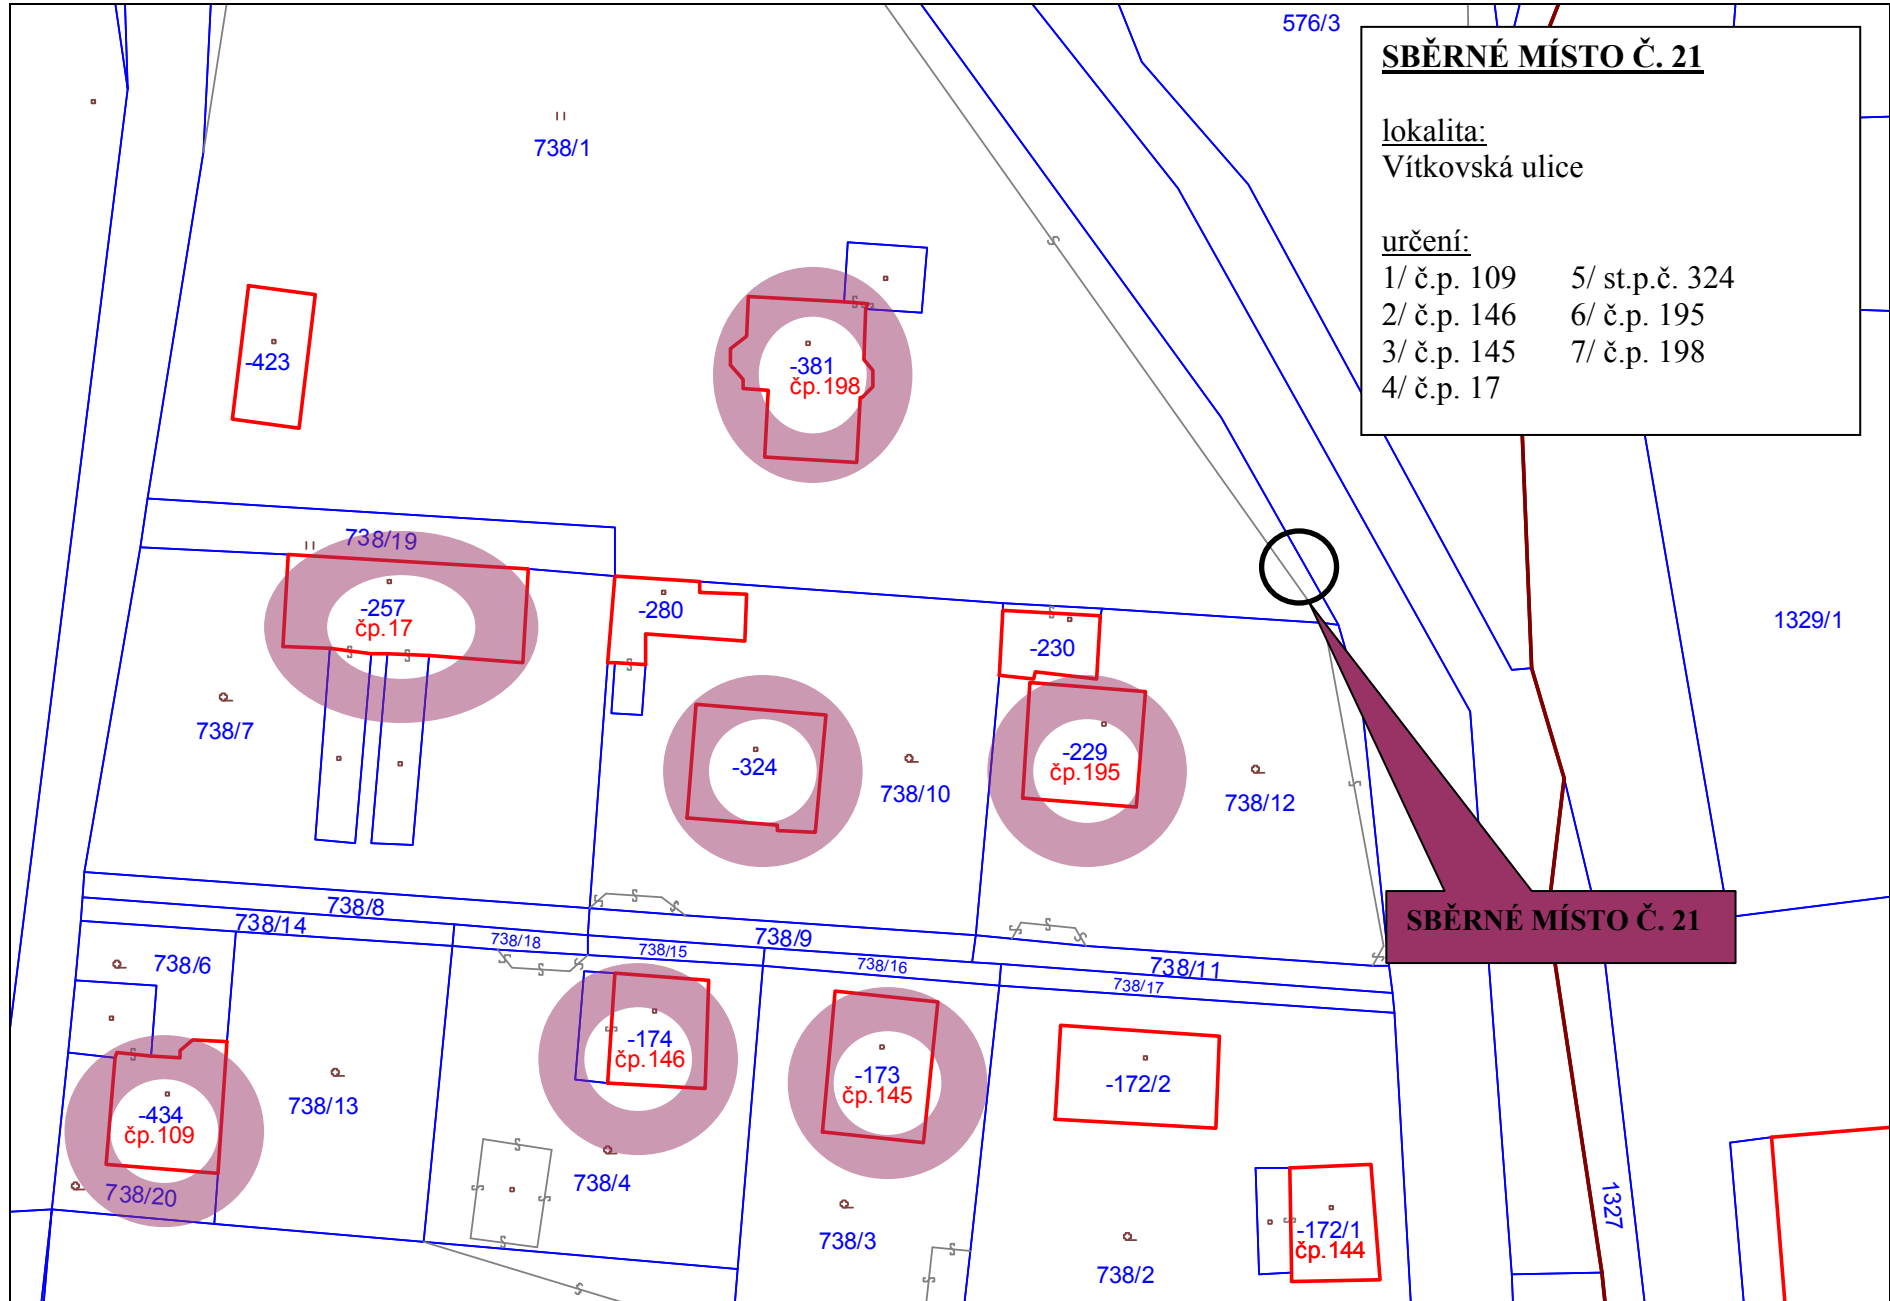 576/3
SBĚRNÉ MÍSTO Č. 21
lokalita:
Vítkovská ulice
určení:
1/ č.p. 109 5/ st.p.č. 324
2/ č.p. 146 6/ č.p. 195
3/ č.p. 145 7/ č.p. 198
4/ č.p. 17
738/1
-423
-381
čp.198
738/19
-257
čp.17
-280
-230
1329/1
738/7
-324
738/10
-229
čp.195
738/12
738/8
738/14
738/18
738/15
738/9
738/16
738/11
738/17
SBĚRNÉ MÍSTO Č. 21
738/6
-434
čp.109
738/20
738/13
-174
čp.146
738/4
-173
čp.145
738/3
-172/2
738/2
-172/1
čp.144
1327